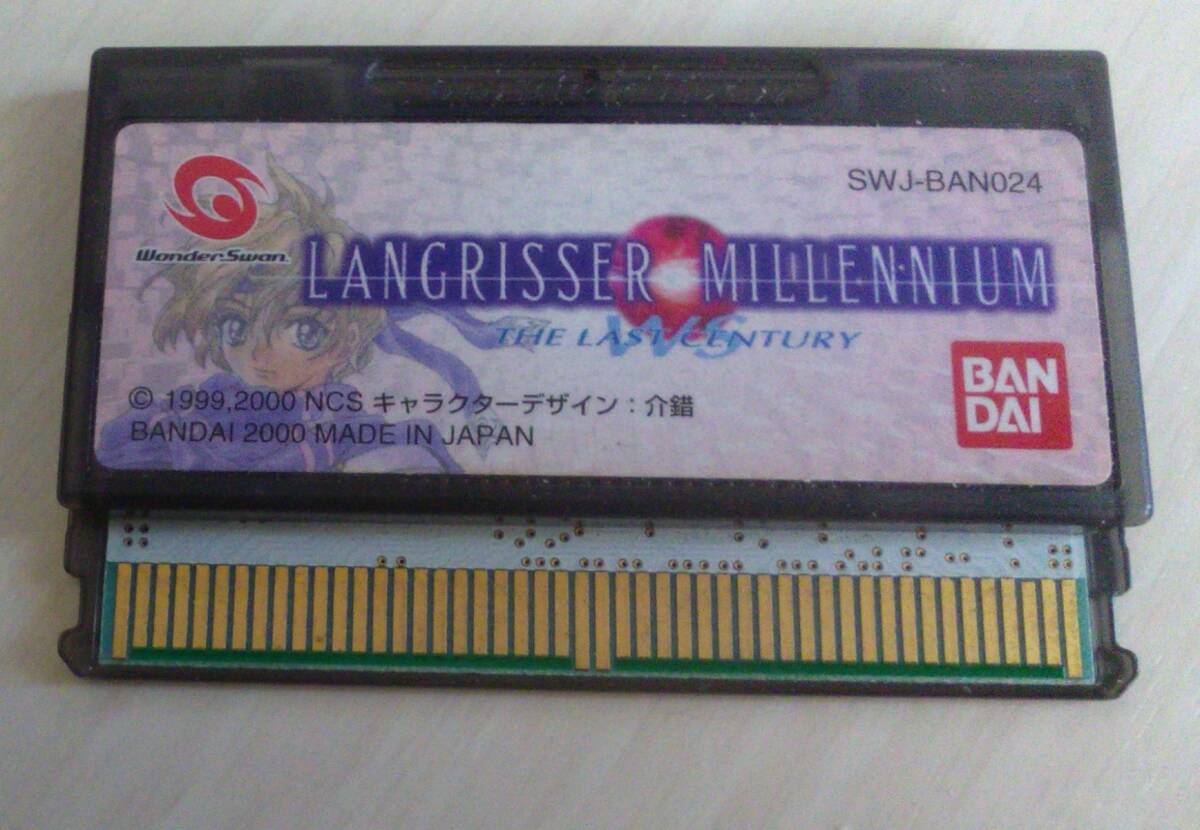 SWJ-BAN024
WonderSwan
LANGRISSER MILLENNIUM
WS
THE LAST CENTURY
© 1999,2000 NCS キャラクターデザイン：介錯
BANDAI 2000 MADE IN JAPAN
BAN
DAI